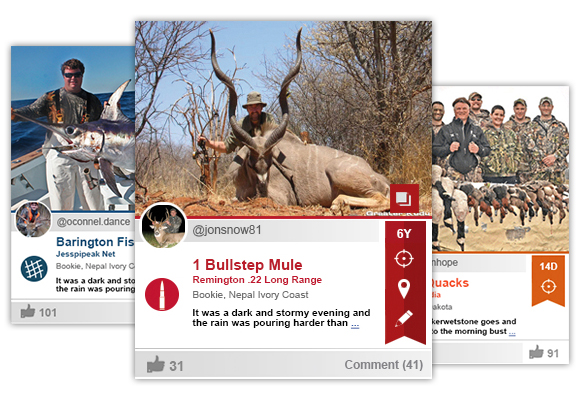 @oconnel.dance
Barington Fis
Jesspipeak Net
Bookie, Nepal Ivory C
It was a dark and
the rain was pouring
101
@jonsnow81
6Y
1 Bullstep Mule
Remington .22 Long Range
Bookie, Nepal Ivory Coast
It was a dark and stormy evening and
the rain was pouring harder than ...
31
Comment (41)
nhope
14D
Quacks
dia
akota
kerwetstone goes and
to the morning bust ...
91